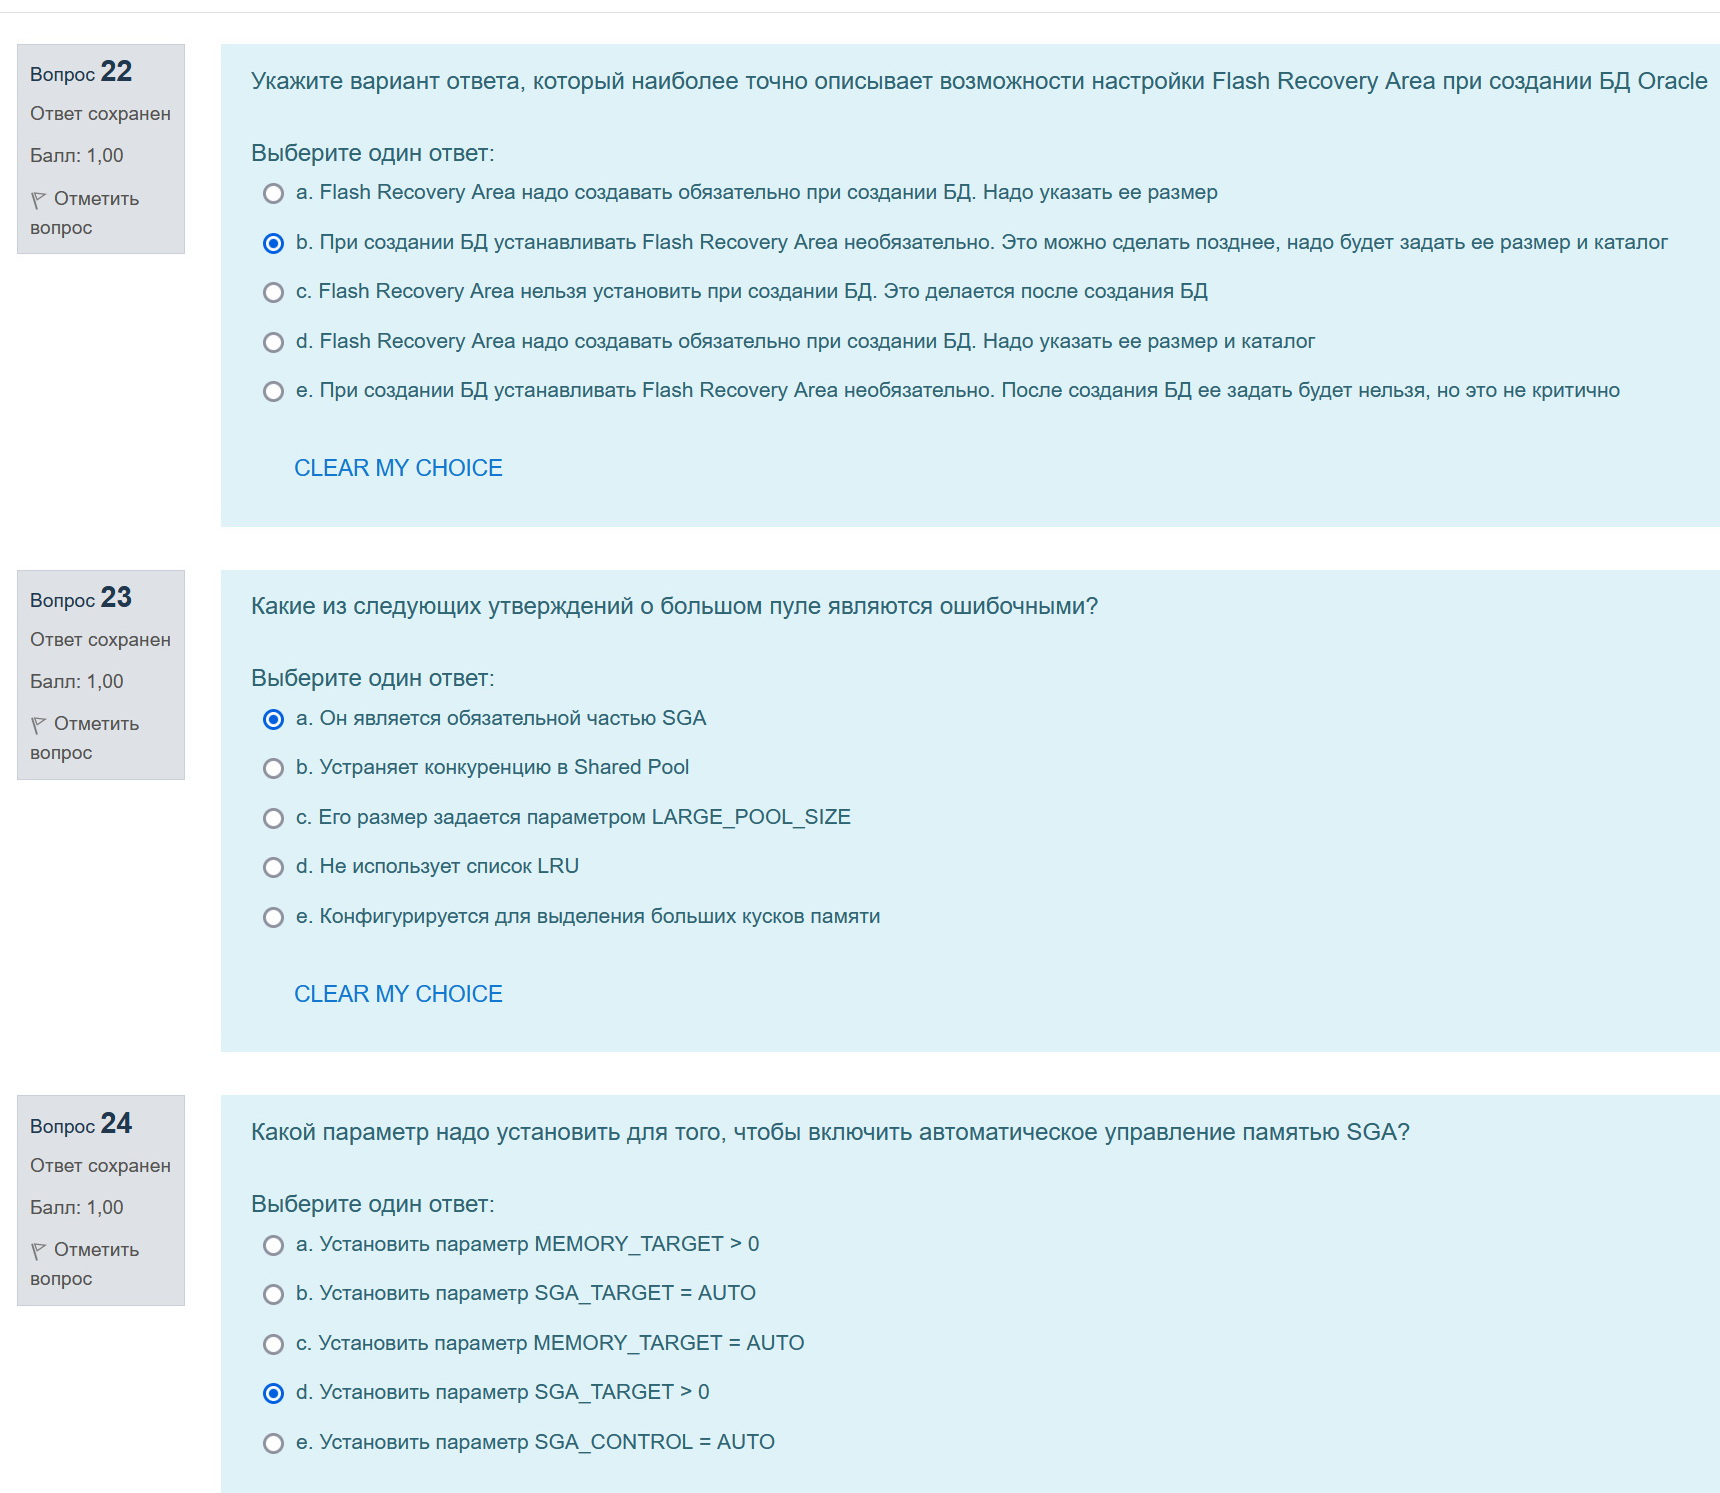 Вопрос 22
Ответ сохранен
Балл: 1,00
Отметить
вопрос
Укажите вариант ответа, который наиболее точно описывает возможности настройки Flash Recovery Area при создании БД Oracle
Выберите один ответ:
a. Flash Recovery Area надо создавать обязательно при создании БД. Надо указать ее размер
b. При создании БД устанавливать Flash Recovery Area необязательно. Это можно сделать позднее, надо будет задать ее размер и каталог
c. Flash Recovery Area нельзя установить при создании БД. Это делается после создания БД
d. Flash Recovery Area надо создавать обязательно при создании БД. Надо указать ее размер и каталог
e. При создании БД устанавливать Flash Recovery Area необязательно. После создания БД ее задать будет нельзя, но это не критично
CLEAR MY CHOICE
Вопрос 23
Ответ сохранен
Балл: 1,00
Отметить
вопрос
Какие из следующих утверждений о большом пуле являются ошибочными?
Выберите один ответ:
a. Он является обязательной частью SGA
b. Устраняет конкуренцию в Shared Pool
c. Его размер задается параметром LARGE_POOL_SIZE
d. Не использует список LRU
e. Конфигурируется для выделения больших кусков памяти
CLEAR MY CHOICE
Вопрос 24
Ответ сохранен
Балл: 1,00
Отметить
вопрос
Какой параметр надо установить для того, чтобы включить автоматическое управление памятью SGA?
Выберите один ответ:
a. Установить параметр MEMORY_TARGET > 0
b. Установить параметр SGA_TARGET = AUTO
c. Установить параметр MEMORY_TARGET = AUTO
d. Установить параметр SGA_TARGET > 0
e. Установить параметр SGA_CONTROL = AUTO